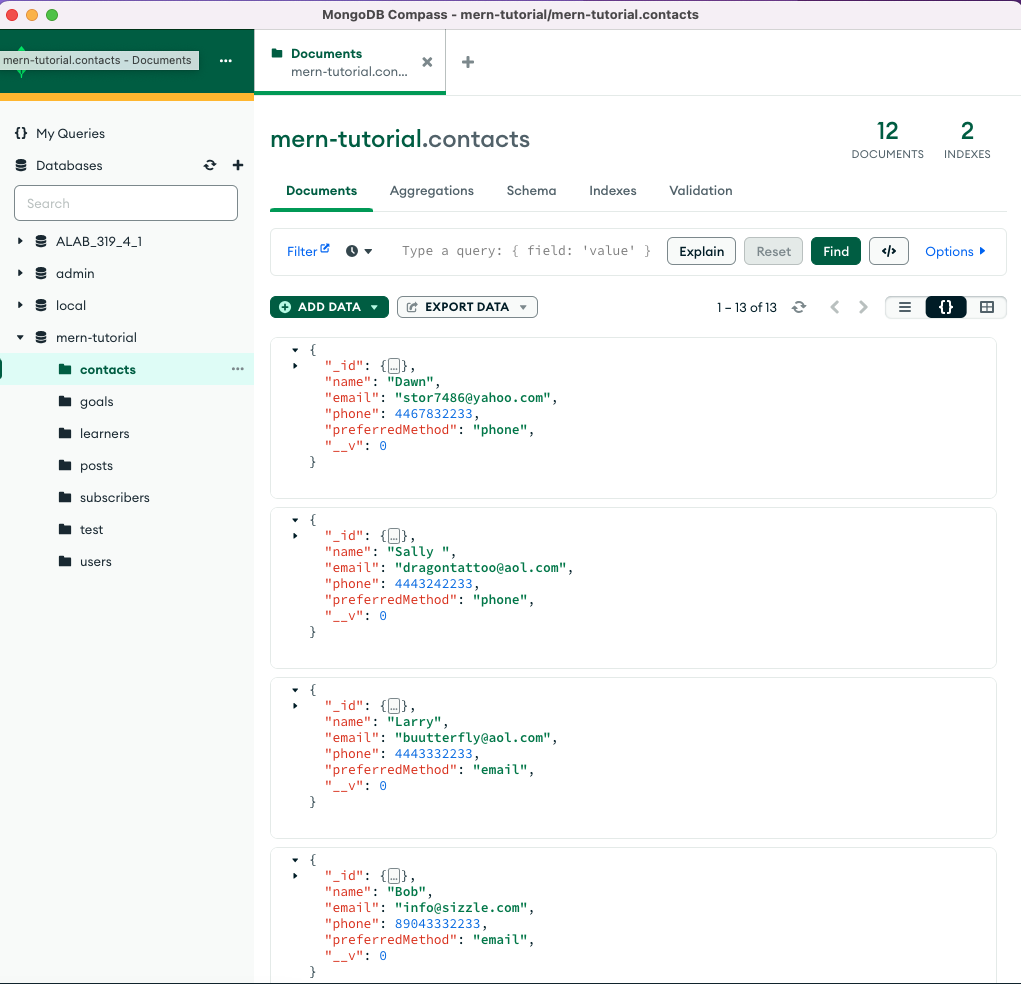 MongoDB Compass - mern-tutorial/mern-tutorial.contacts
mern-tutorial.contacts - Documents
Documents
mern-tutorial.con...
My Queries
Databases
Search
ALAB_319_4_1
admin
local
mern-tutorial
contacts
goals
learners
posts
subscribers
test
users
mern-tutorial.contacts
12
DOCUMENTS
2
INDEXES
Documents Aggregations Schema Indexes Validation
Filter Type a query: { field: 'value' } Explain Reset Find </> Options
ADD DATA EXPORT DATA 1 – 13 of 13 {}
{
"_id": {…},
"name": "Dawn",
"email": "stor7486@yahoo.com",
"phone": 4467832233,
"preferredMethod": "phone",
"__v": 0
}
{
"_id": {…},
"name": "Sally ",
"email": "dragontattoo@aol.com",
"phone": 4443242233,
"preferredMethod": "phone",
"__v": 0
}
{
"_id": {…},
"name": "Larry",
"email": "buutterfly@aol.com",
"phone": 4443332233,
"preferredMethod": "email",
"__v": 0
}
{
"_id": {…},
"name": "Bob",
"email": "info@sizzle.com",
"phone": 89043332233,
"preferredMethod": "email",
"__v": 0
}